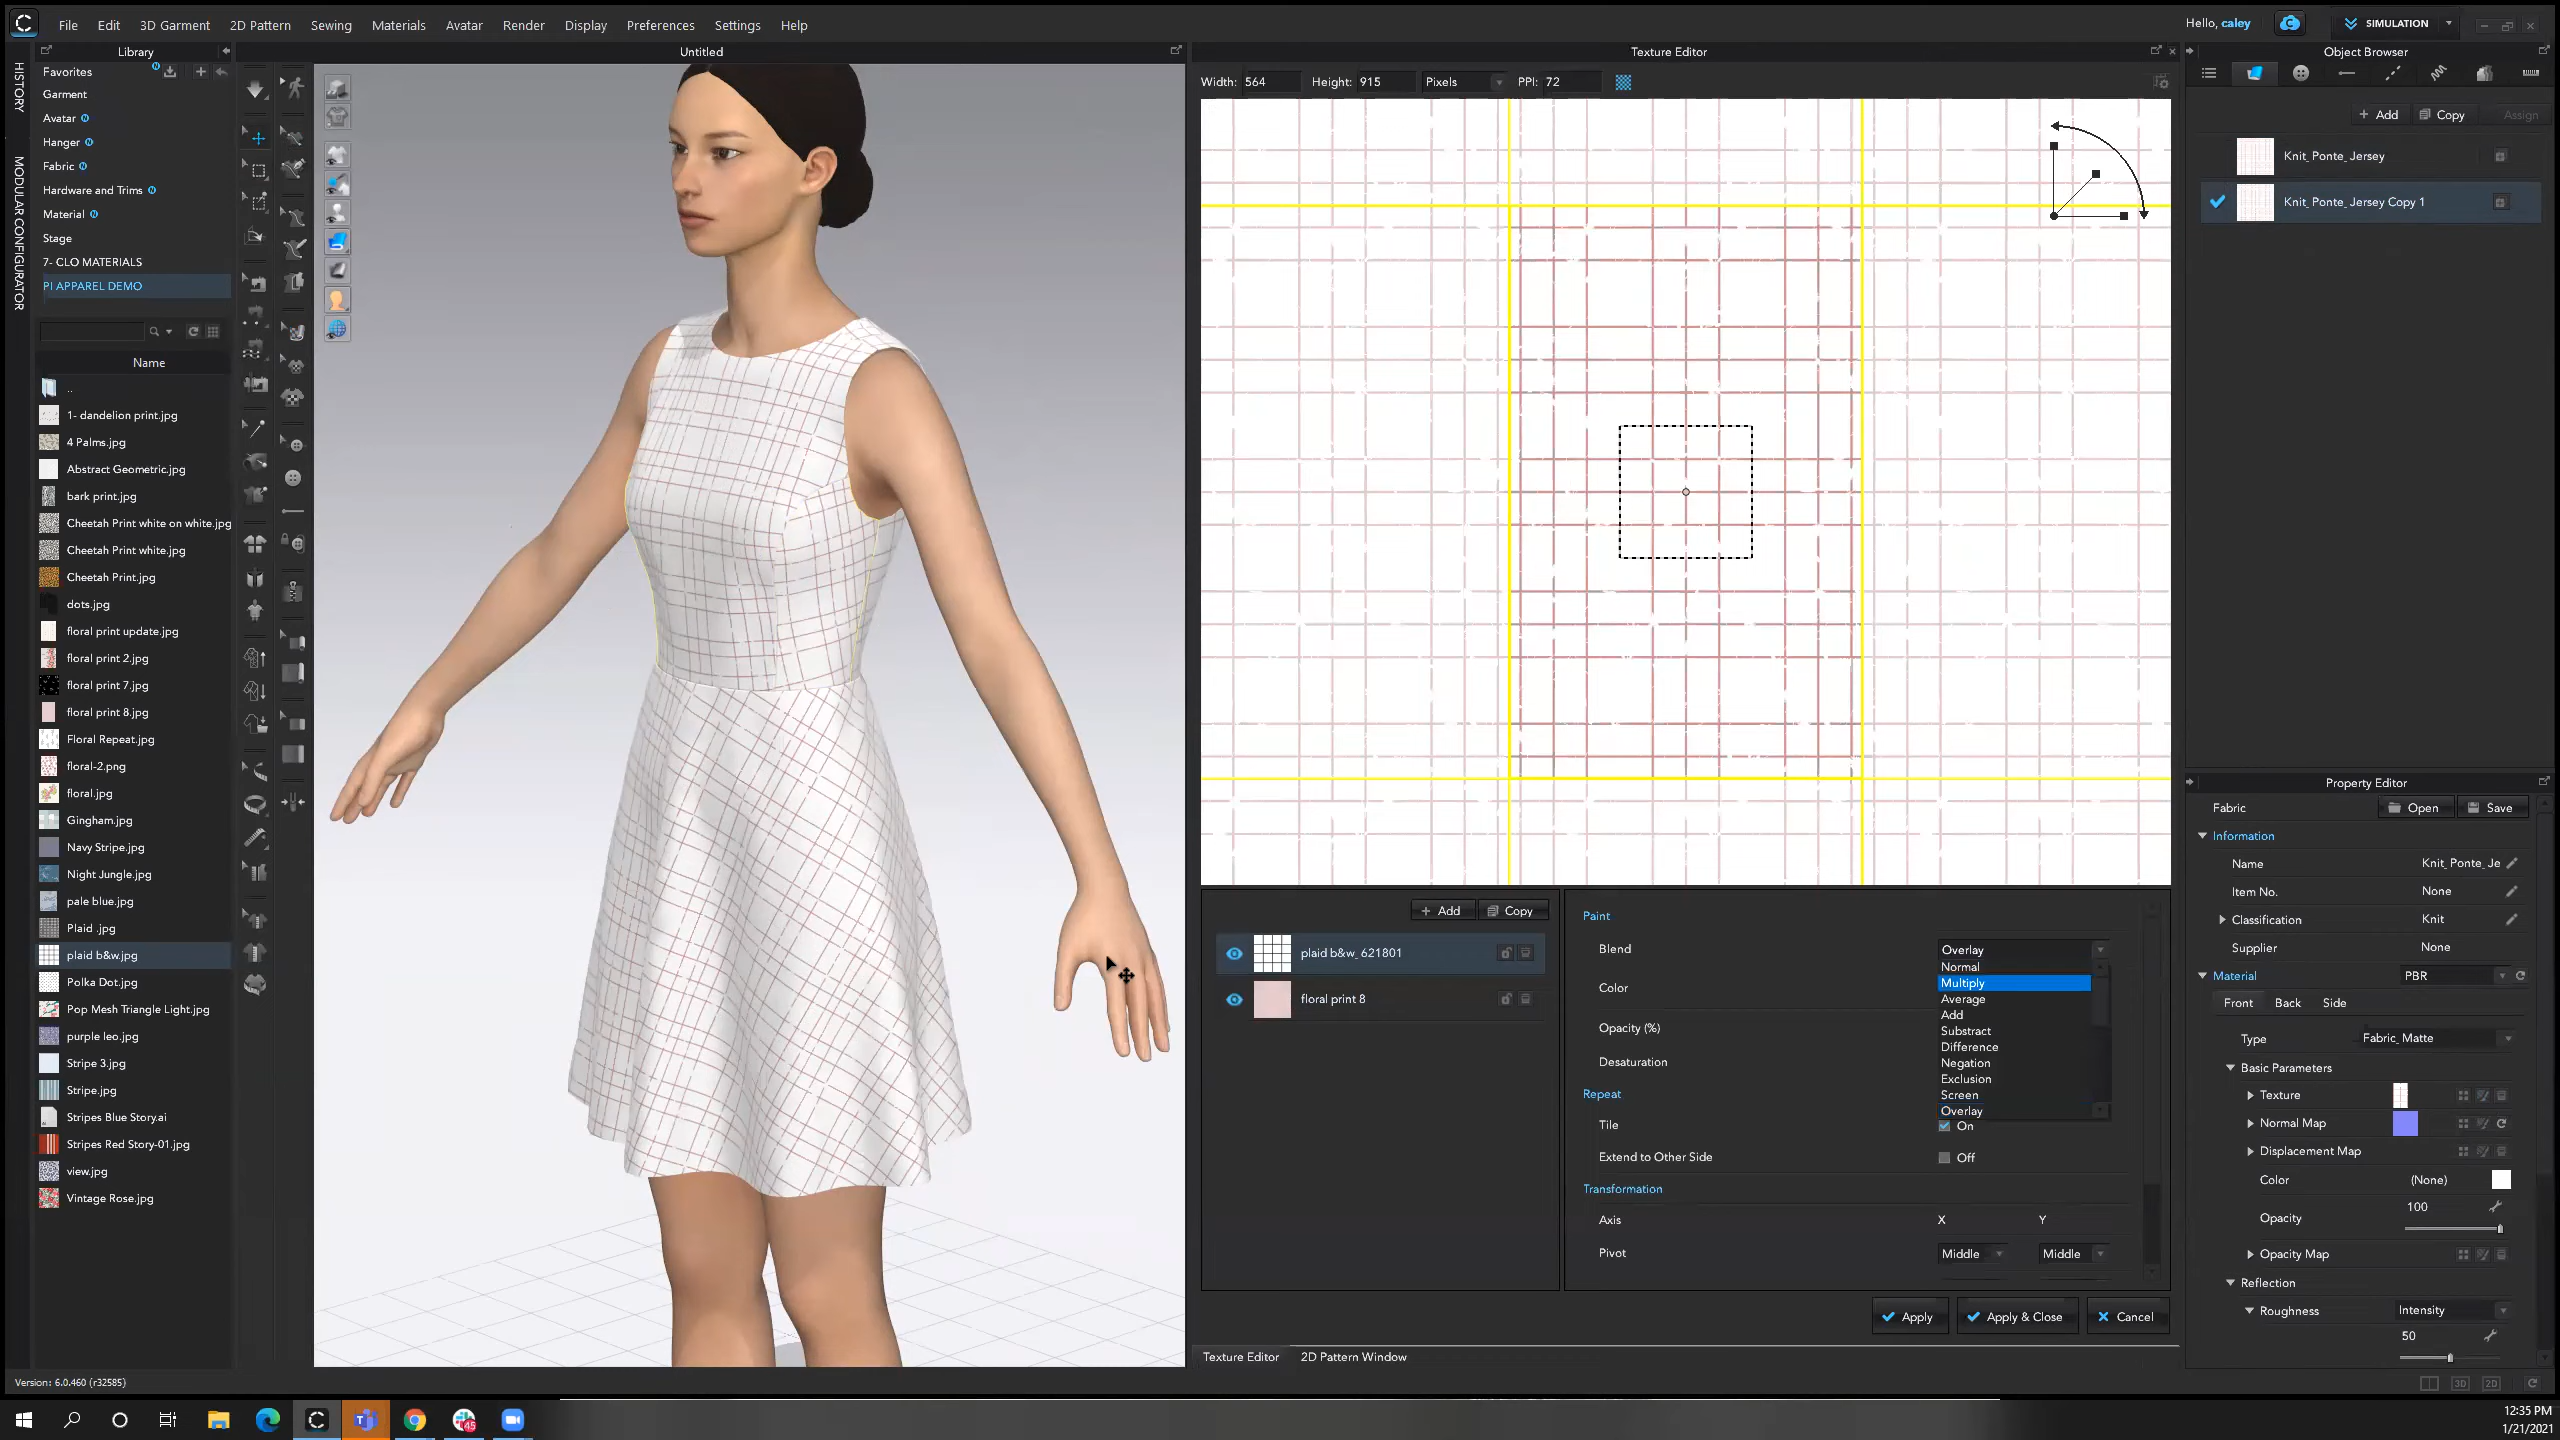 File Edit 3D Garment 2D Pattern Sewing Materials Avatar Render Display Preferences Settings Help
Hello, caley
SIMULATION
HISTORY
MODULAR CONFIGURATOR
Library
Favorites
Garment
Avatar
Hanger
Fabric
Hardware and Trims
Material
Stage
7- CLO MATERIALS
PI APPAREL DEMO
Name
..
1- dandelion print.jpg
4 Palms.jpg
Abstract Geometric.jpg
bark print.jpg
Cheetah Print white on white.jpg
Cheetah Print white.jpg
Cheetah Print.jpg
dots.jpg
floral print update.jpg
floral print 2.jpg
floral print 7.jpg
floral print 8.jpg
Floral Repeat.jpg
floral-2.png
floral.jpg
Gingham.jpg
Navy Stripe.jpg
Night Jungle.jpg
pale blue.jpg
Plaid .jpg
plaid b&w.jpg
Polka Dot.jpg
Pop Mesh Triangle Light.jpg
purple leo.jpg
Stripe 3.jpg
Stripe.jpg
Stripes Blue Story.ai
Stripes Red Story-01.jpg
view.jpg
Vintage Rose.jpg
Version: 6.0.460 (r32585)
Untitled
Texture Editor
Width: 564 Height: 915 Pixels PPI: 72
+ Add Copy
plaid b&w_621801
floral print 8
Paint
Blend Overlay
Normal
Multiply
Average
Add
Substract
Difference
Negation
Exclusion
Screen
Overlay
Color
Opacity (%)
Desaturation
Repeat
Tile On
Extend to Other Side Off
Transformation
Axis X Y
Pivot Middle Middle
Apply Apply & Close Cancel
Texture Editor 2D Pattern Window
Object Browser
+ Add Copy Assign
Knit_Ponte_Jersey
Knit_Ponte_Jersey Copy 1
Property Editor
Fabric Open Save
Information
Name Knit_Ponte_Je
Item No. None
Classification Knit
Supplier None
Material PBR
Front Back Side
Type Fabric_Matte
Basic Parameters
Texture
Normal Map
Displacement Map
Color (None)
Opacity 100
Opacity Map
Reflection
Roughness Intensity
50
3D 2D
45
12:35 PM
1/21/2021